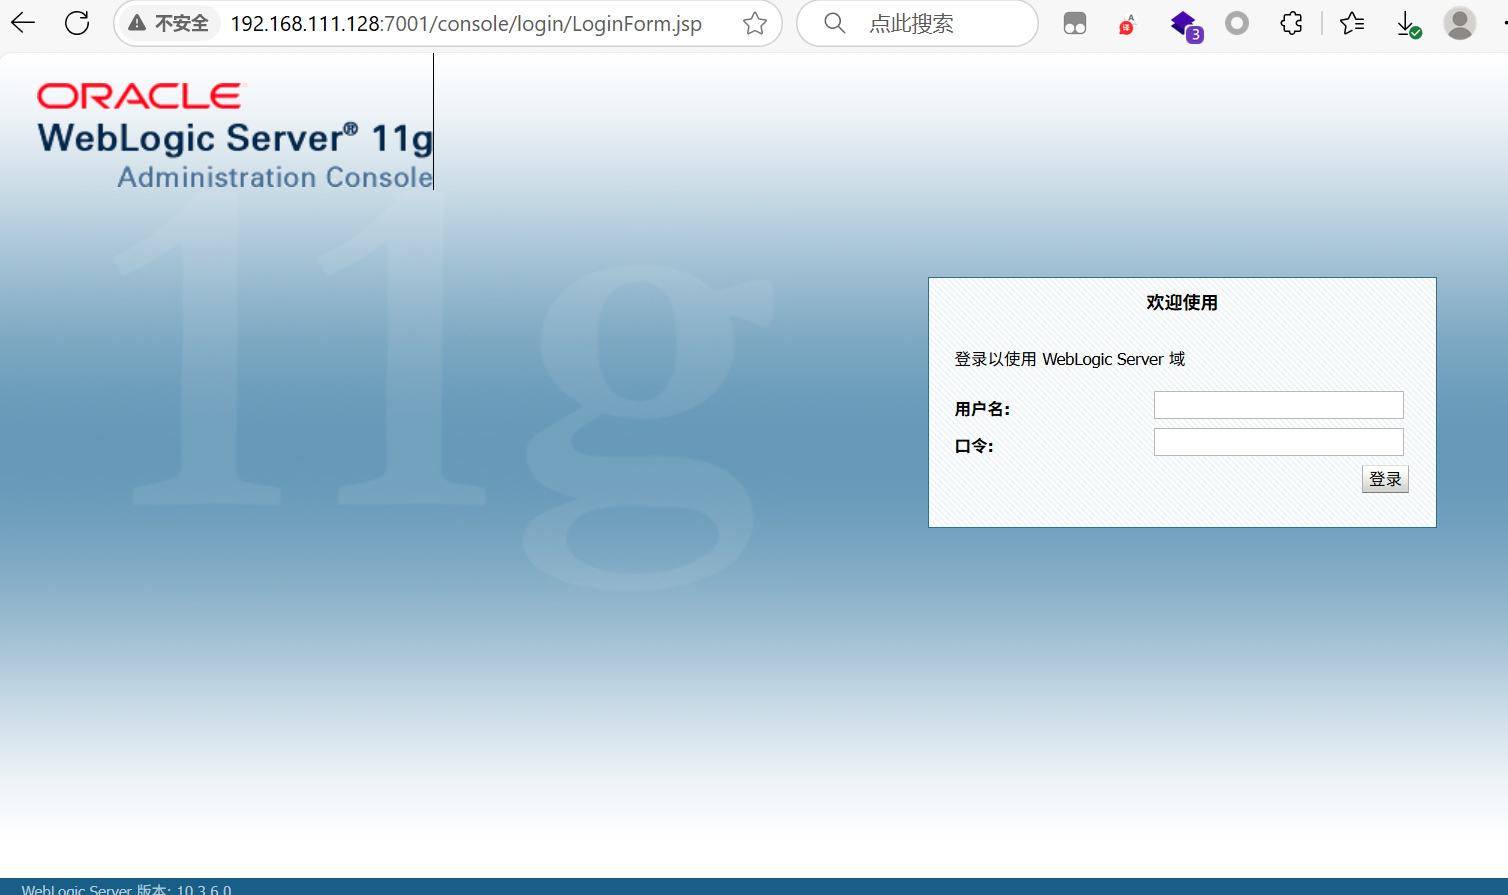 不安全 192.168.111.128:7001/console/login/LoginForm.jsp 点此搜索 A 译 3
ORACLE
WebLogic Server® 11g
Administration Console
11g
欢迎使用
登录以使用 WebLogic Server 域
用户名:
口令:
登录
WebLogic Server 版本: 10.3.6.0